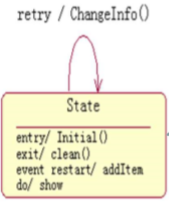 retry / ChangeInfo()
State
entry/ Initial()
exit/ clean()
event restart/ addItem
do/ show